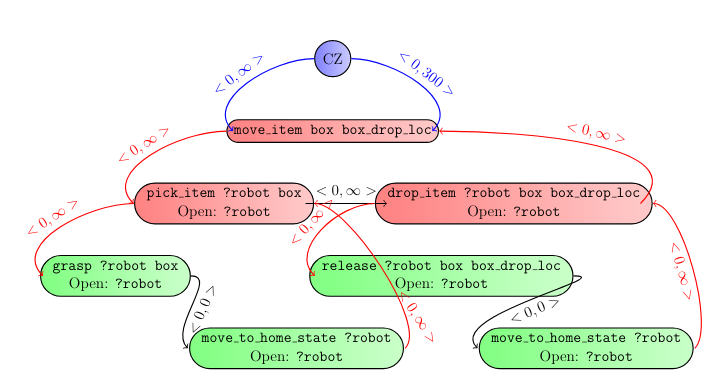 CZ
< 0, ∞ >
< 0, 300 >
move_item box box_drop_loc
< 0, ∞ >
< 0, ∞ >
pick_item ?robot box
Open: ?robot
< 0, ∞ >
drop_item ?robot box box_drop_loc
Open: ?robot
< 0, ∞ >
< 0, ∞ >
grasp ?robot box
Open: ?robot
release ?robot box box_drop_loc
Open: ?robot
< 0, ∞ >
< 0, 0 >
< 0, ∞ >
< 0, 0 >
move_to_home_state ?robot
Open: ?robot
move_to_home_state ?robot
Open: ?robot